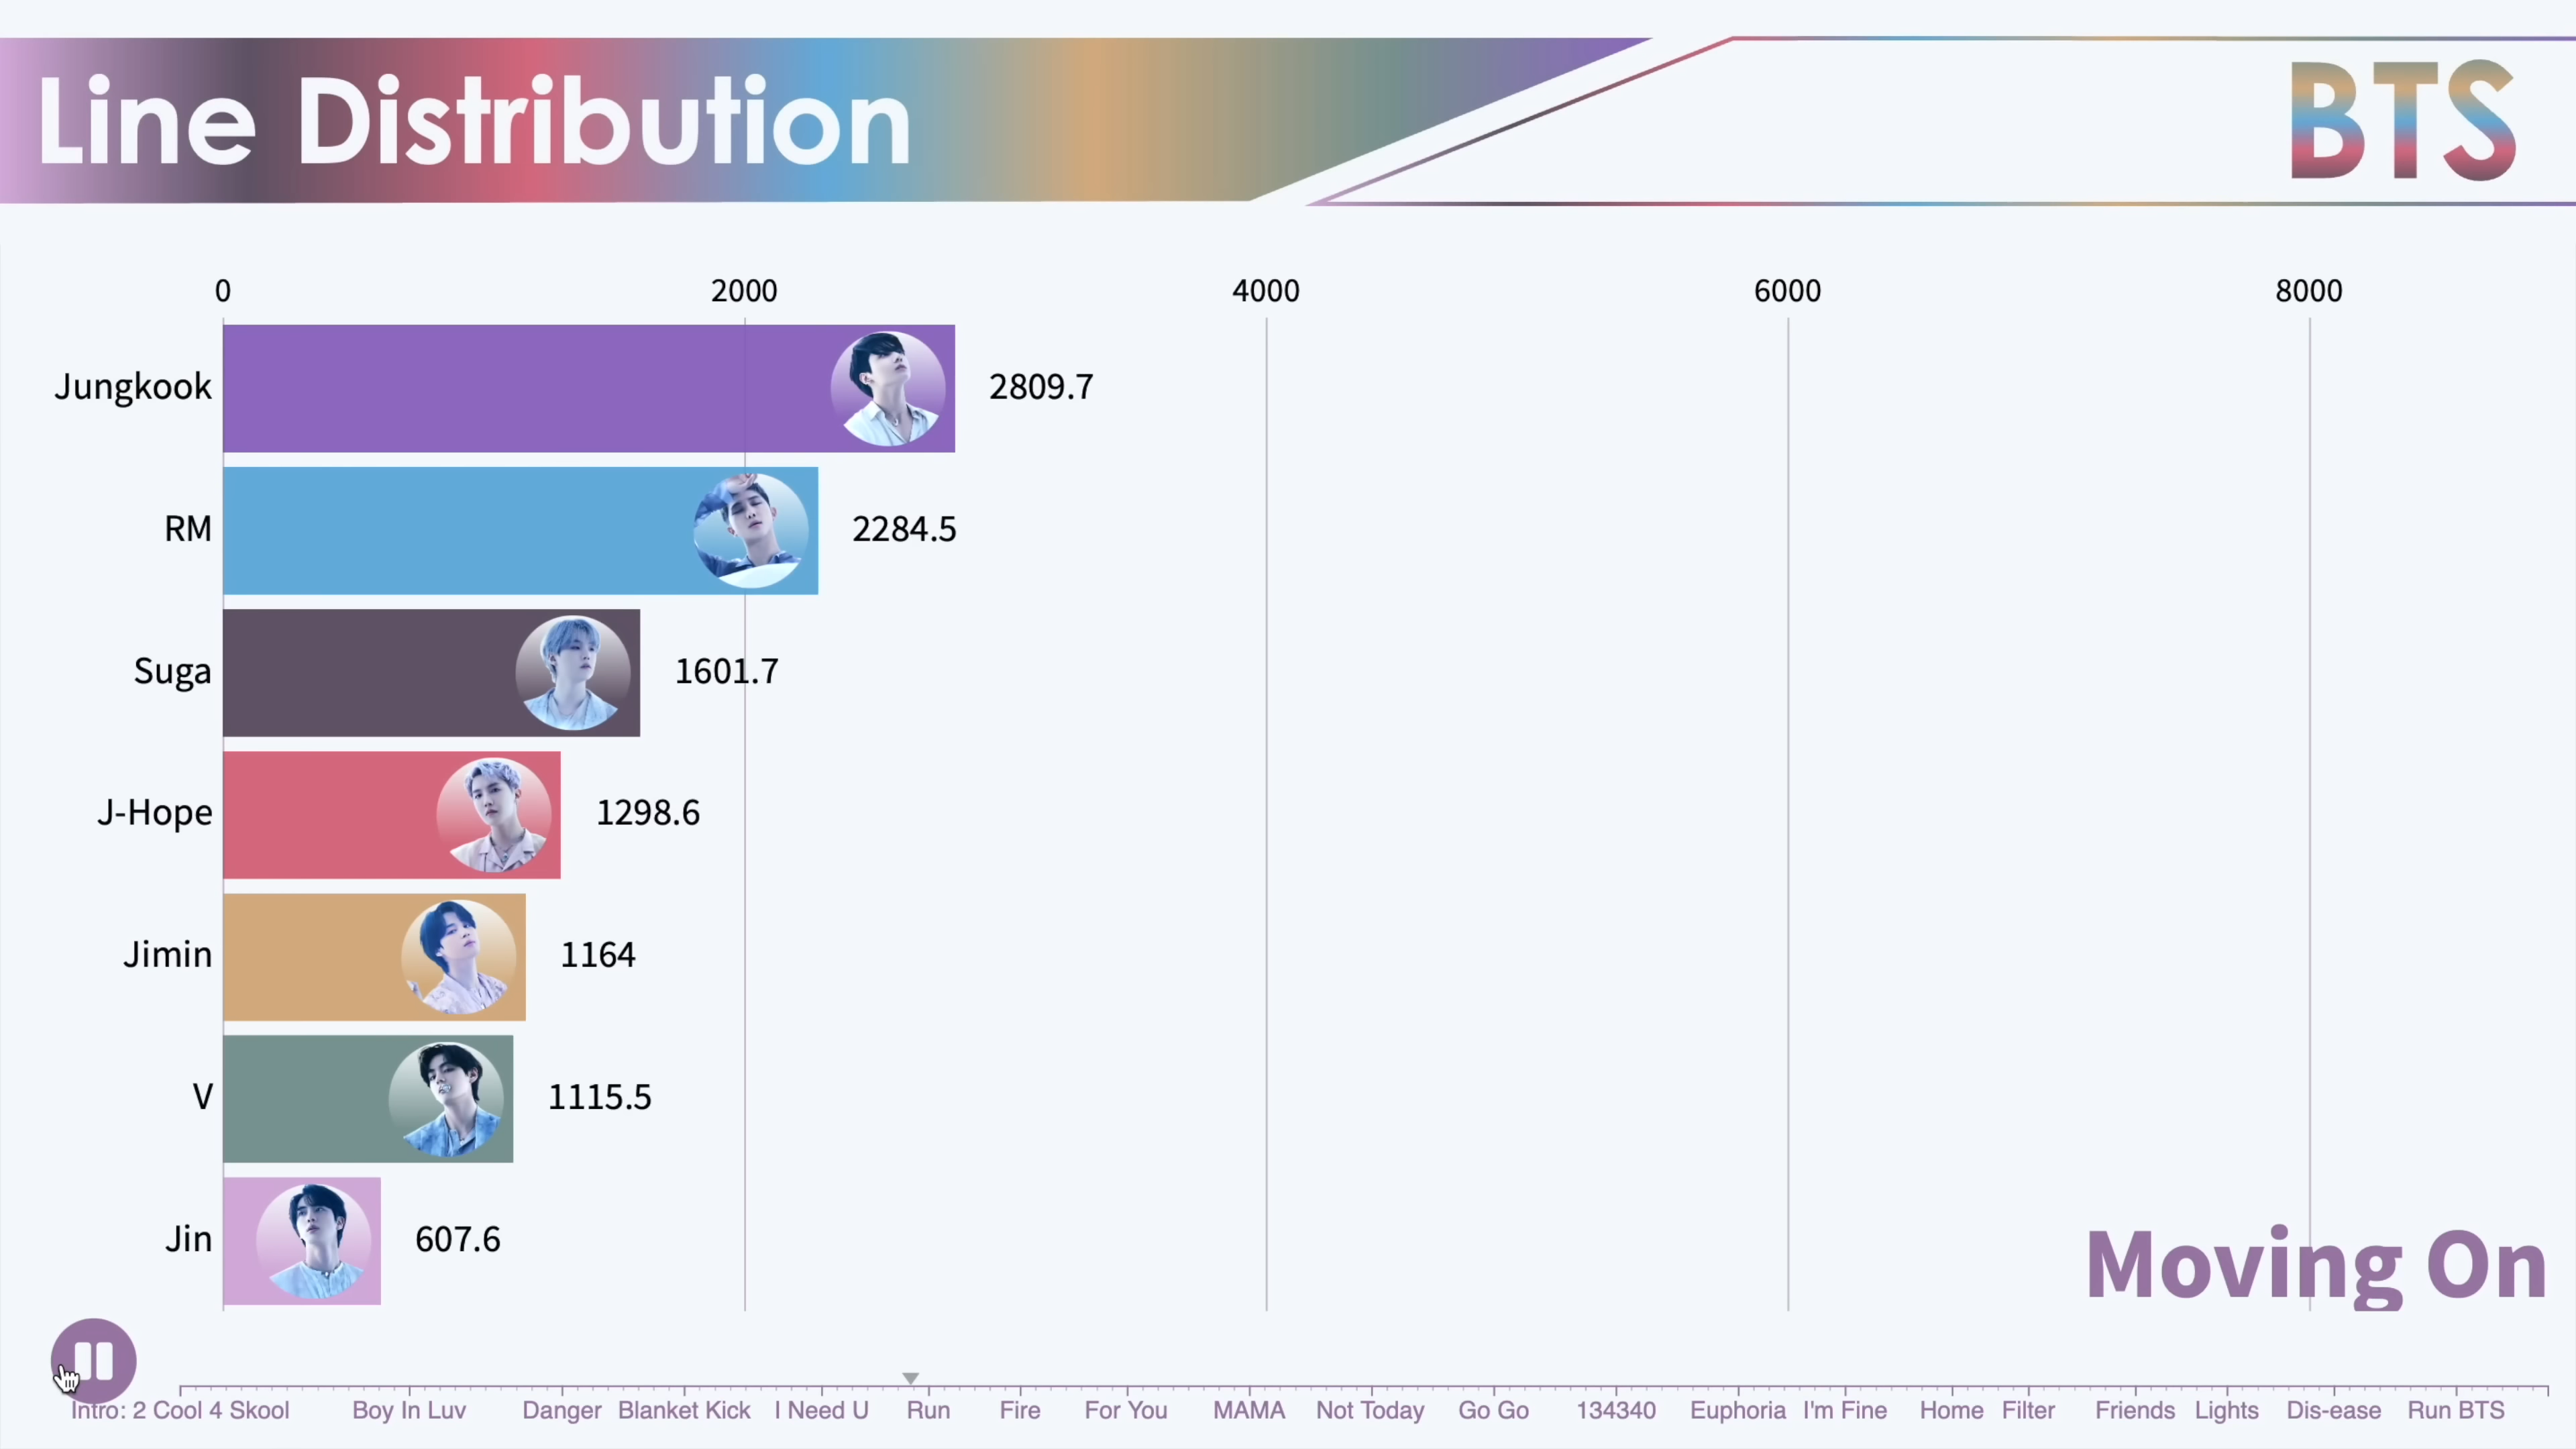 Line Distribution
BTS
0 2000 4000 6000 8000
Jungkook 2809.7
RM 2284.5
Suga 1601.7
J-Hope 1298.6
Jimin 1164
V 1115.5
Jin 607.6
Moving On
Intro: 2 Cool 4 Skool Boy In Luv Danger Blanket Kick I Need U Run Fire For You MAMA Not Today Go Go 134340 Euphoria I'm Fine Home Filter Friends Lights Dis-ease Run BTS